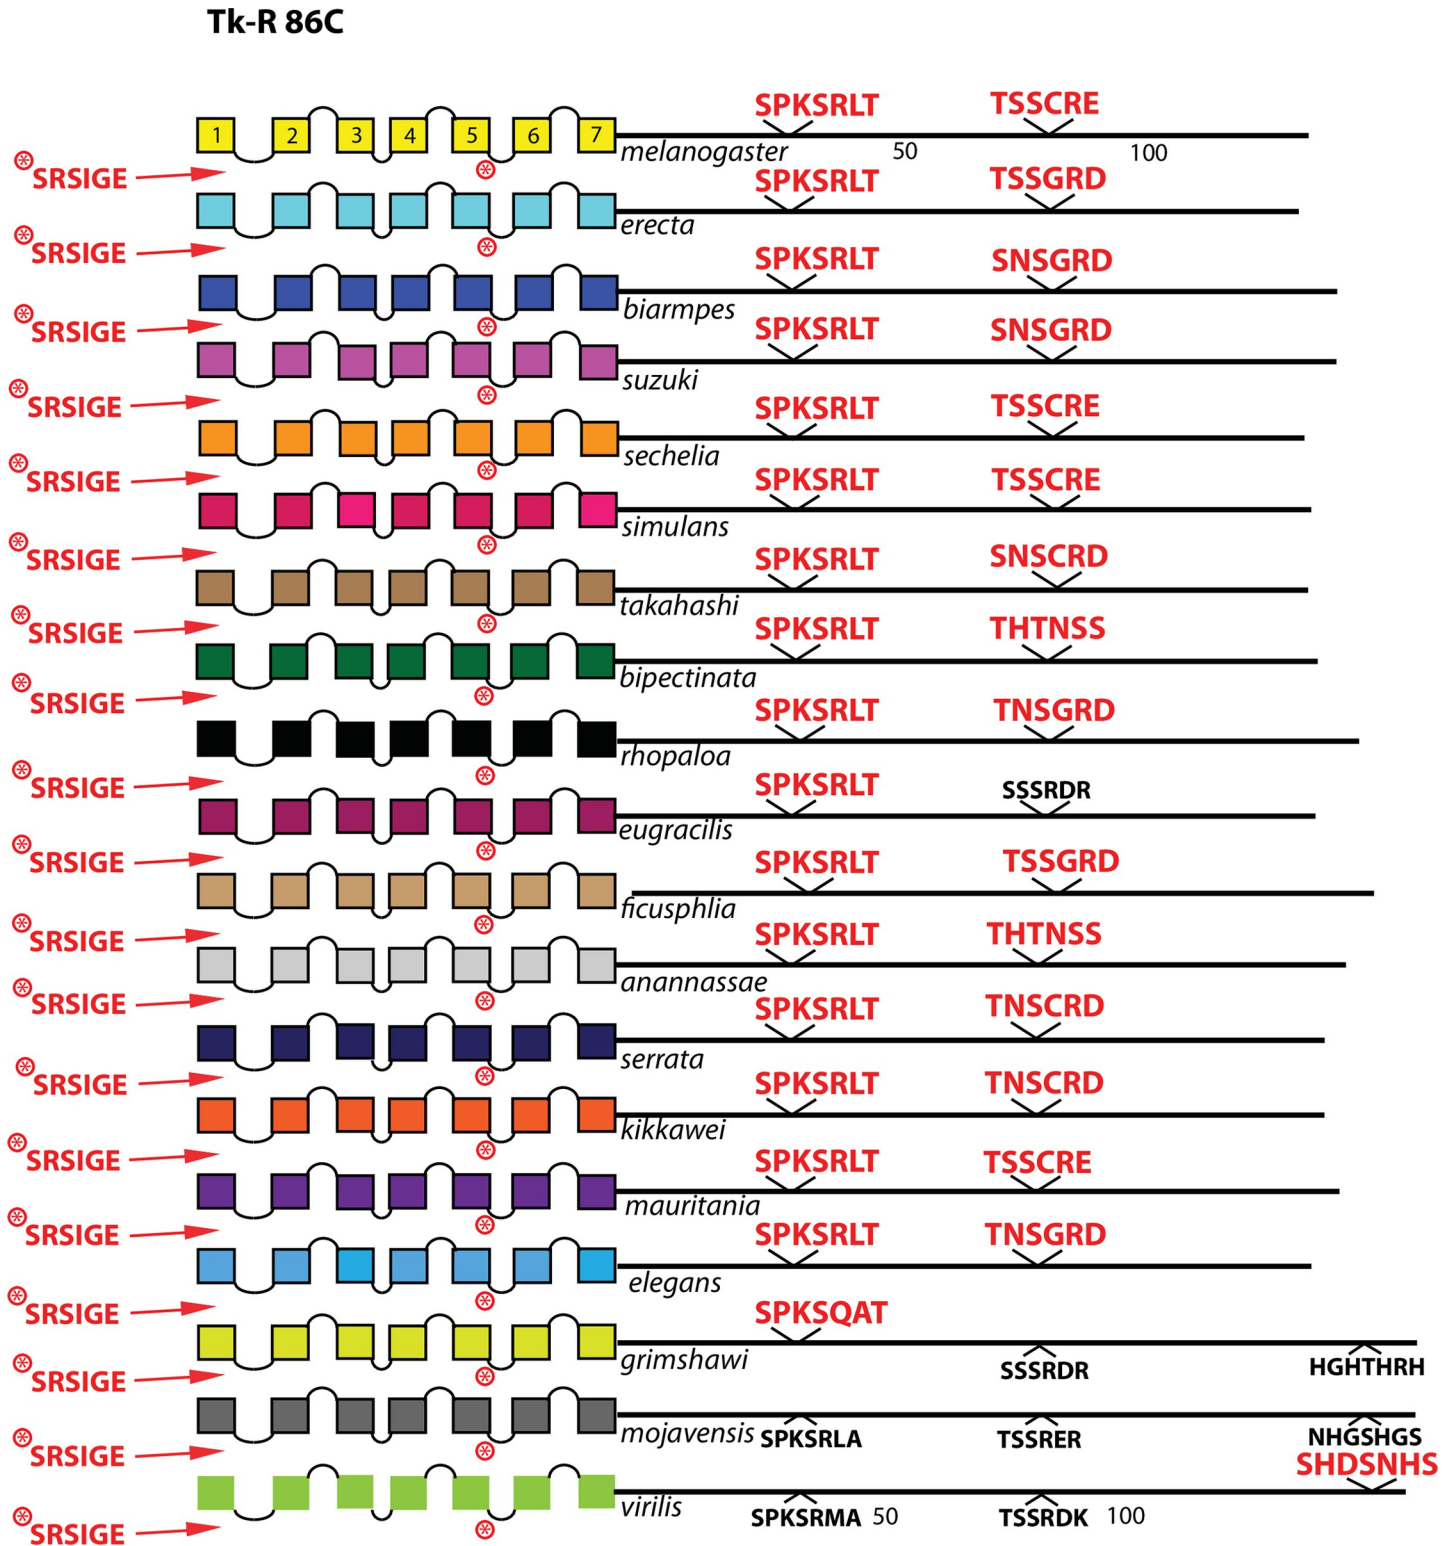 Tk-R 86C
SPKSRLT TSSCRE
1 2 3 4 5 6 7
melanogaster 50 100
SRSIGE
SPKSRLT TSSGRD
erecta
SRSIGE
SPKSRLT SNSGRD
biarmpes
SRSIGE
SPKSRLT SNSGRD
suzuki
SRSIGE
SPKSRLT TSSCRE
sechelia
SRSIGE
SPKSRLT TSSCRE
simulans
SRSIGE
SPKSRLT SNSCRD
takahashi
SRSIGE
SPKSRLT THTNSS
bipectinata
SRSIGE
SPKSRLT TNSGRD
rhopaloa
SRSIGE
SPKSRLT SSSRDR
eugracilis
SRSIGE
SPKSRLT TSSGRD
ficusphlia
SRSIGE
SPKSRLT THTNSS
anannassae
SRSIGE
SPKSRLT TNSCRD
serrata
SRSIGE
SPKSRLT TNSCRD
kikkawei
SRSIGE
SPKSRLT TSSCRE
mauritania
SRSIGE
SPKSRLT TNSGRD
elegans
SRSIGE
SPKSQAT
grimshawi SSSRDR HGHTHRH
SRSIGE
mojavensis SPKSRLA TSSRER NHGSHGS
SRSIGE
SHDSNHS
virilis SPKSRMA 50 TSSRDK 100
SRSIGE